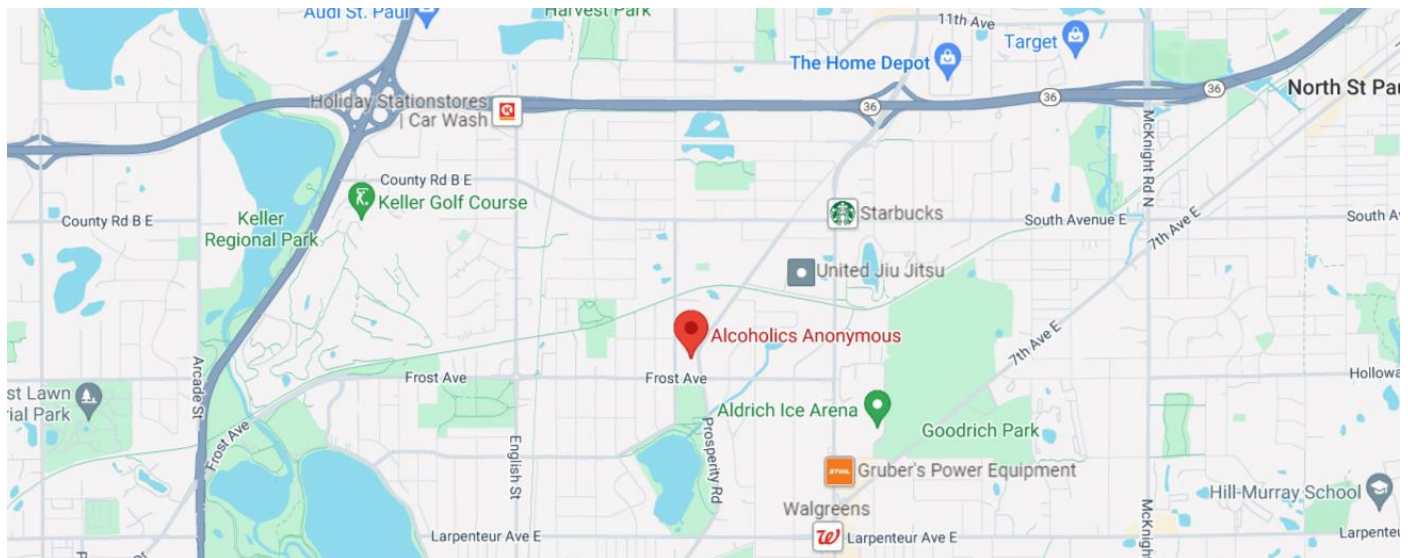 Audi St. Paul
Harvest Park
11th Ave
Target
The Home Depot
36
36
36
North St Pau
Holiday Stationstores
| Car Wash
McKnight Rd N
County Rd B E
Keller Golf Course
Starbucks
County Rd B E
Keller
Regional Park
South Avenue E
South A
7th Ave E
United Jiu Jitsu
Alcoholics Anonymous
7th Ave E
Arcade St
Frost Ave
Frost Ave
Hollowa
st Lawn
rial Park
Aldrich Ice Arena
Goodrich Park
Frost Ave
English St
Prosperity Rd
STIHL
Gruber's Power Equipment
Hill-Murray School
Walgreens
McKnigh
Larpenteur Ave E
W
Larpenteur Ave E
Larpenteu